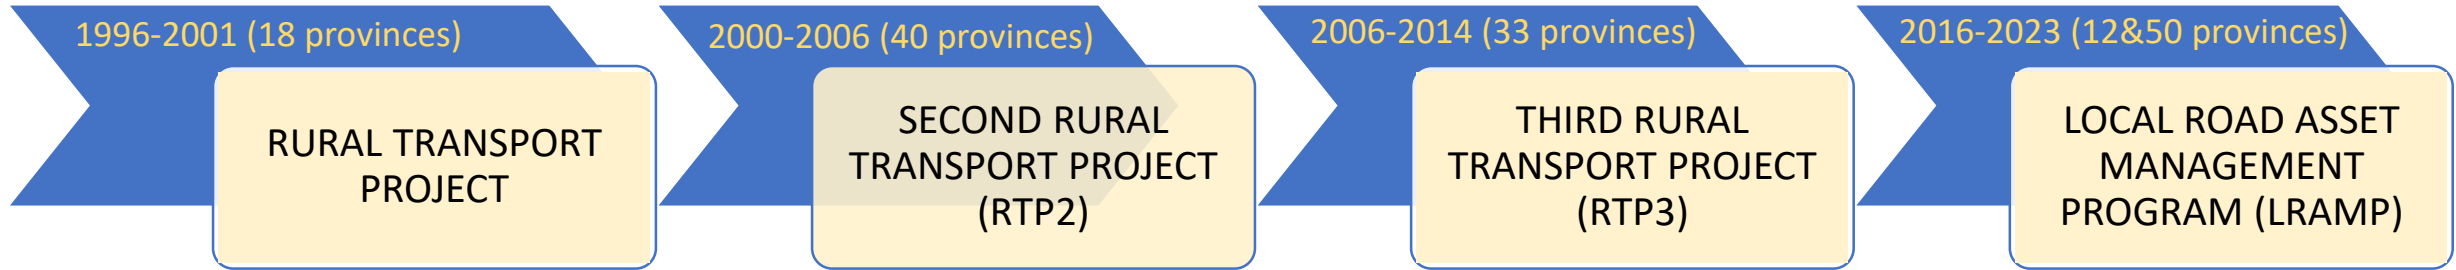 1996-2001 (18 provinces)
RURAL TRANSPORT
PROJECT
2000-2006 (40 provinces)
SECOND RURAL
TRANSPORT PROJECT
(RTP2)
2006-2014 (33 provinces)
THIRD RURAL
TRANSPORT PROJECT
(RTP3)
2016-2023 (12&50 provinces)
LOCAL ROAD ASSET
MANAGEMENT
PROGRAM (LRAMP)